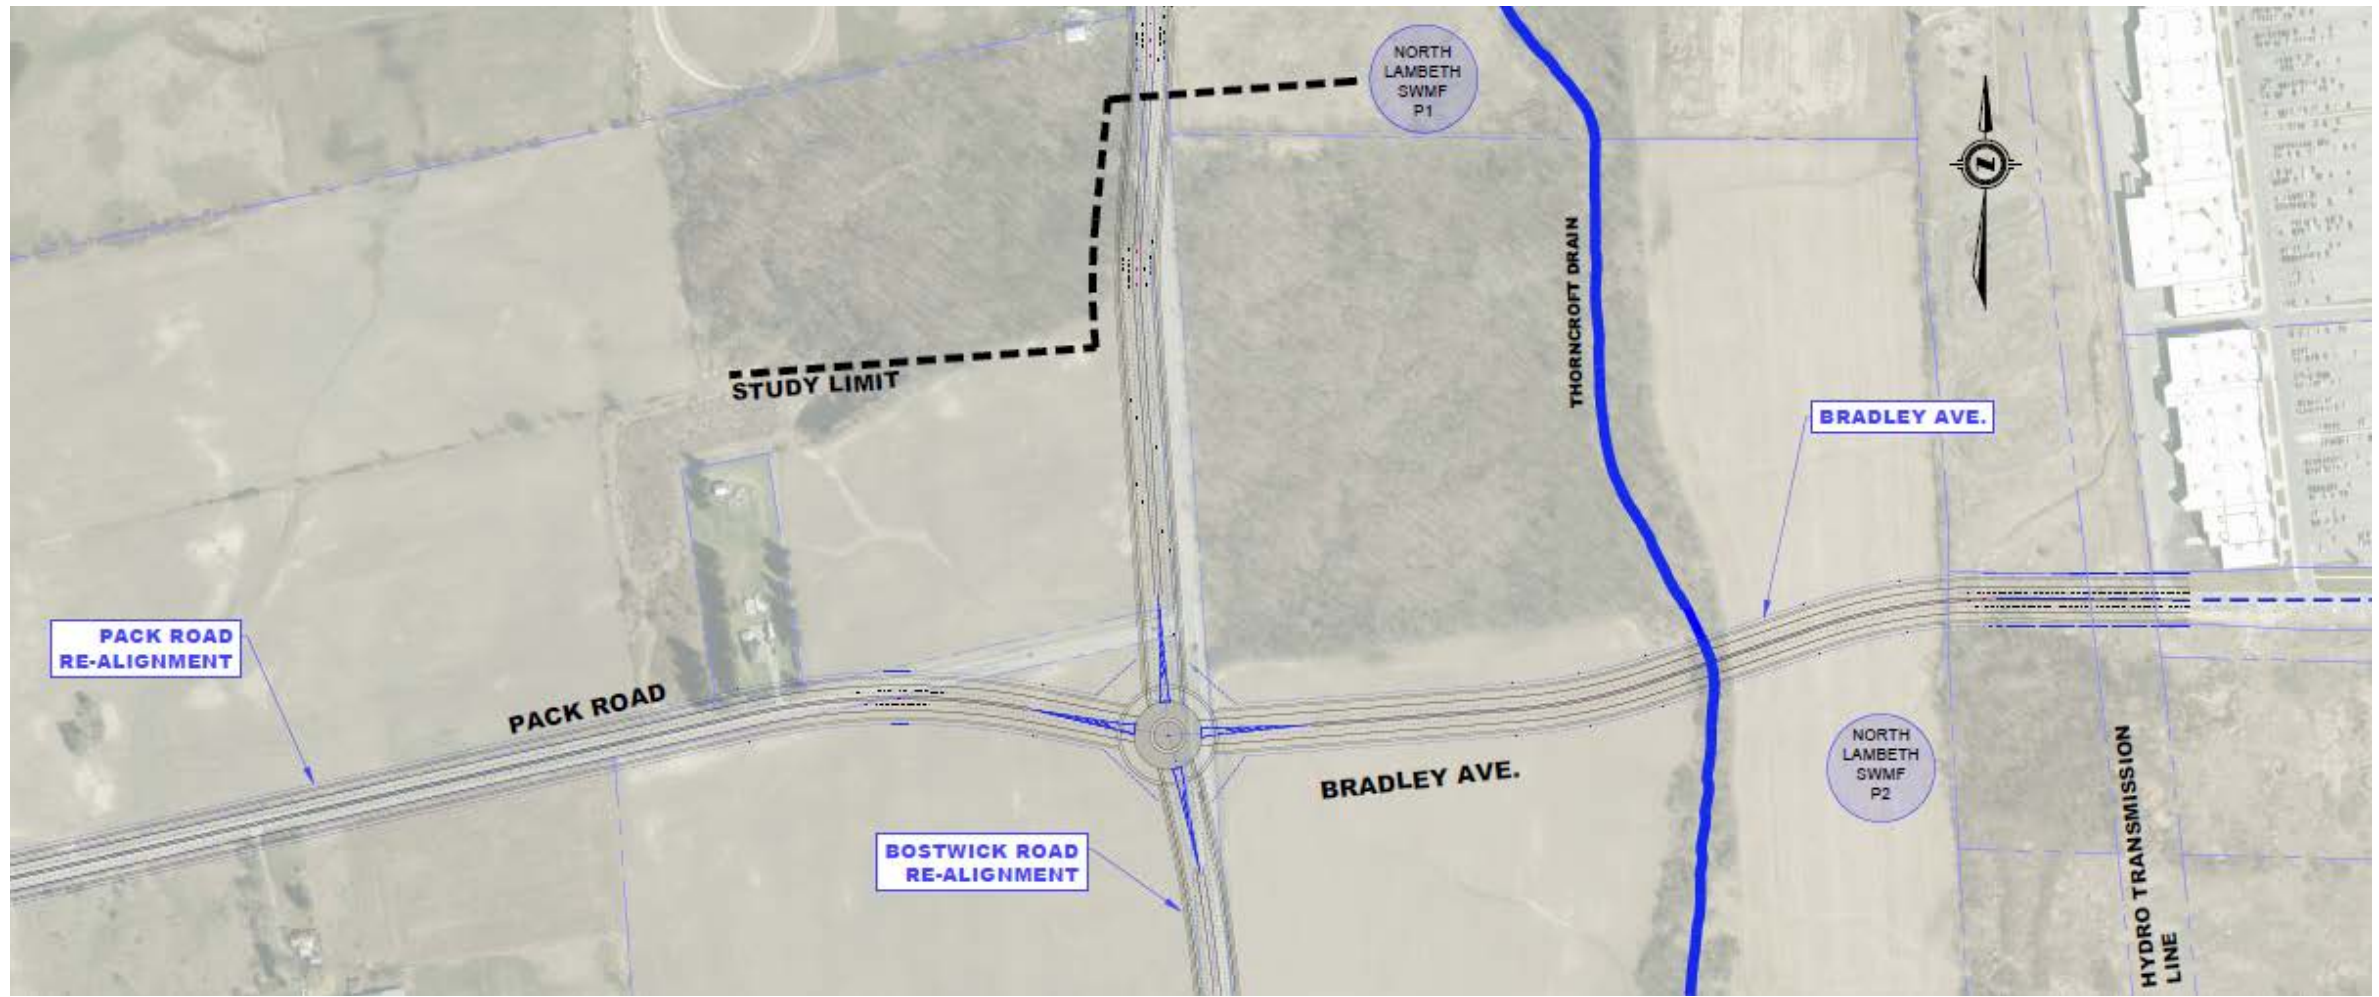 NORTH
LAMBETH
SWMF
P1
STUDY LIMIT
THORNCROFT DRAIN
BRADLEY AVE.
PACK ROAD
RE-ALIGNMENT
PACK ROAD
BRADLEY AVE.
BOSTWICK ROAD
RE-ALIGNMENT
NORTH
LAMBETH
SWMF
P2
HYDRO TRANSMISSION
LINE
Z